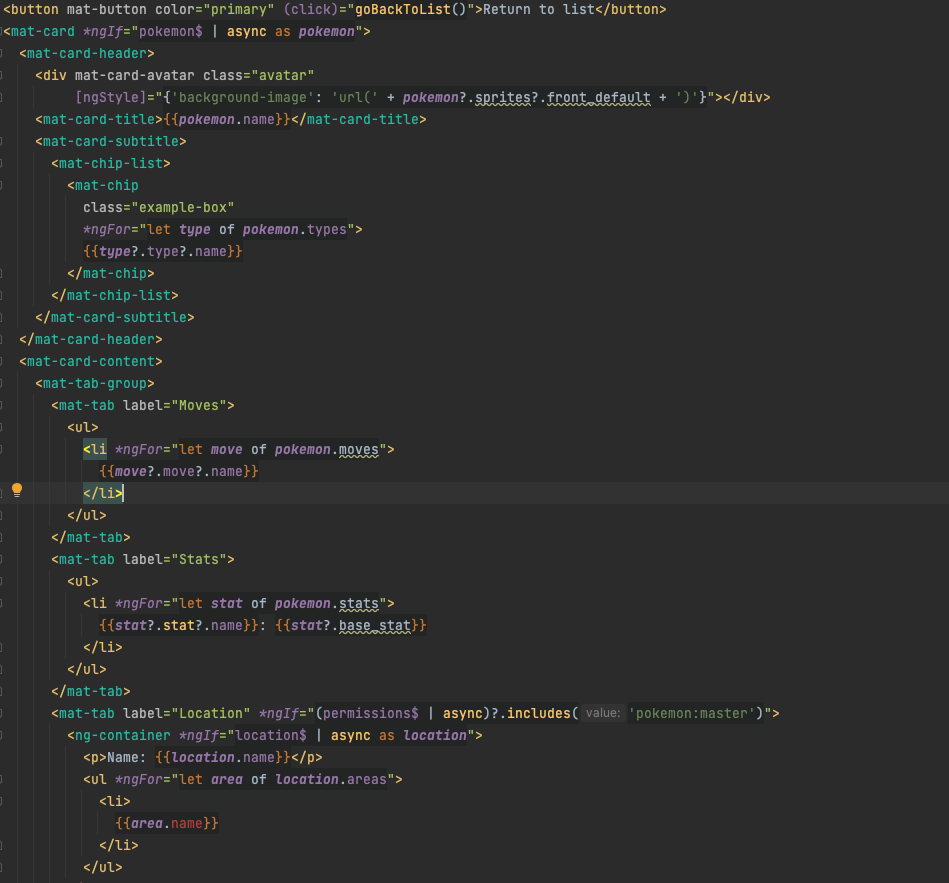 <button mat-button color="primary" (click)="goBackToList()">Return to list</button>
<mat-card *ngIf="pokemon$ | async as pokemon">
  <mat-card-header>
    <div mat-card-avatar class="avatar"
         [ngStyle]="{'background-image': 'url(' + pokemon?.sprites?.front_default + ')'}"></div>
    <mat-card-title>{{pokemon.name}}</mat-card-title>
    <mat-card-subtitle>
      <mat-chip-list>
        <mat-chip
          class="example-box"
          *ngFor="let type of pokemon.types">
          {{type?.type?.name}}
        </mat-chip>
      </mat-chip-list>
    </mat-card-subtitle>
  </mat-card-header>
  <mat-card-content>
    <mat-tab-group>
      <mat-tab label="Moves">
        <ul>
          <li *ngFor="let move of pokemon.moves">
            {{move?.move?.name}}
          </li>
        </ul>
      </mat-tab>
      <mat-tab label="Stats">
        <ul>
          <li *ngFor="let stat of pokemon.stats">
            {{stat?.stat?.name}}: {{stat?.base_stat}}
          </li>
        </ul>
      </mat-tab>
      <mat-tab label="Location" *ngIf="(permissions$ | async)?.includes( value: 'pokemon:master')">
        <ng-container *ngIf="location$ | async as location">
          <p>Name: {{location.name}}</p>
          <ul *ngFor="let area of location.areas">
            <li>
              {{area.name}}
            </li>
          </ul>